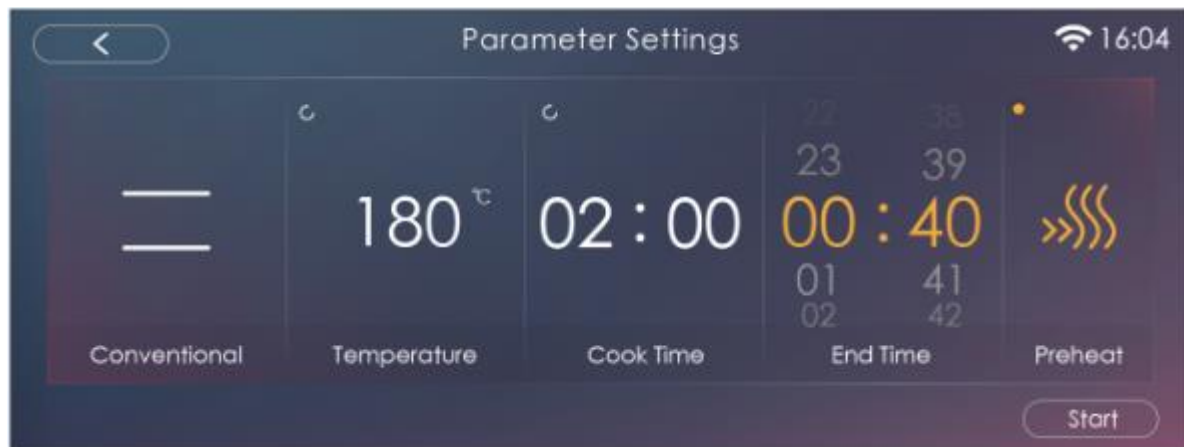 Parameter Settings 16:04
22 38
23 39
180 °C 02 : 00 00 : 40
01 41
02 42
Conventional Temperature Cook Time End Time Preheat
Start